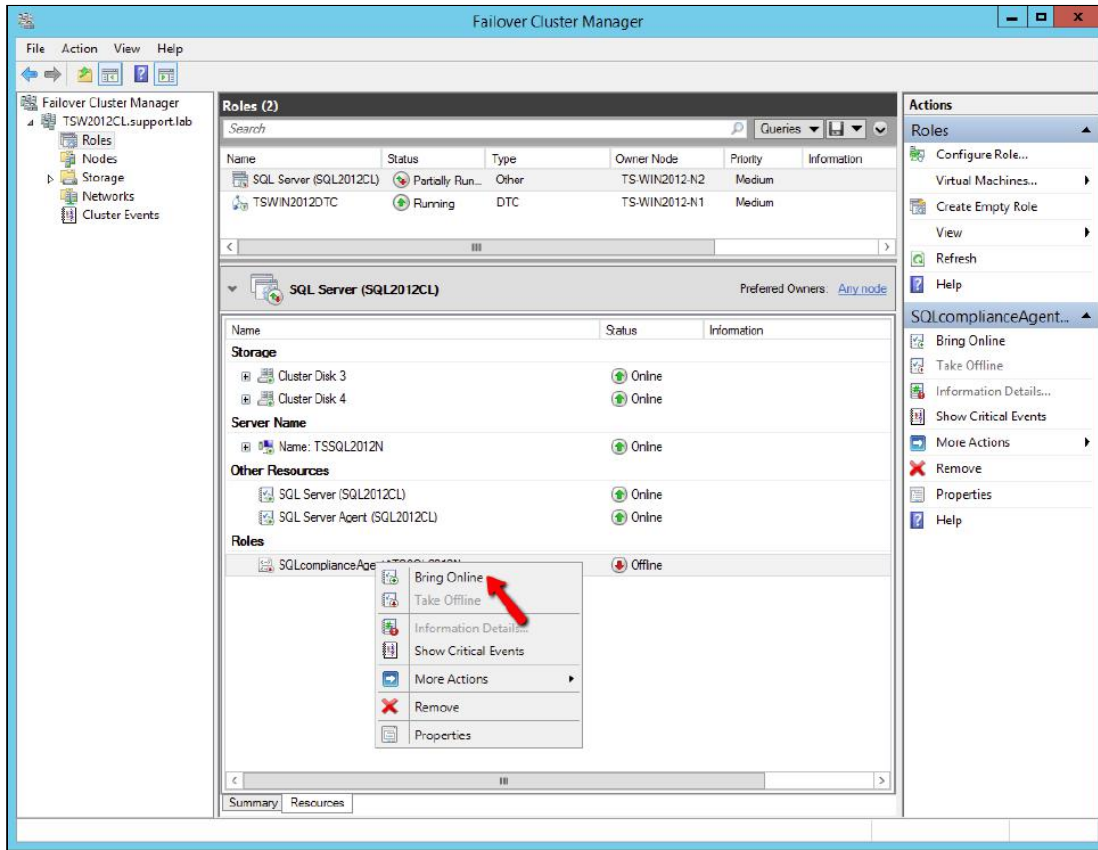 Failover Cluster Manager
File Action View Help
Failover Cluster Manager
TSW2012CL.support.lab
Roles
Nodes
Storage
Networks
Cluster Events
Roles (2)
Search
Queries
Name Status Type Owner Node Priority Information
SQL Server (SQL2012CL) Partially Run... Other TS-WIN2012-N2 Medium
TSWIN2012DTC Running DTC TS-WIN2012-N1 Medium
SQL Server (SQL2012CL) Preferred Owners: Any node
Name Status Information
Storage
Cluster Disk 3 Online
Cluster Disk 4 Online
Server Name
Name: TSSQL2012N Online
Other Resources
SQL Server (SQL2012CL) Online
SQL Server Agent (SQL2012CL) Online
Roles
Offline
Bring Online
Take Offline
Information Details...
Show Critical Events
More Actions
Remove
Properties
Summary Resources
Actions
Roles
Configure Role...
Virtual Machines...
Create Empty Role
View
Refresh
Help
SQLcomplianceAgent...
Bring Online
Take Offline
Information Details...
Show Critical Events
More Actions
Remove
Properties
Help